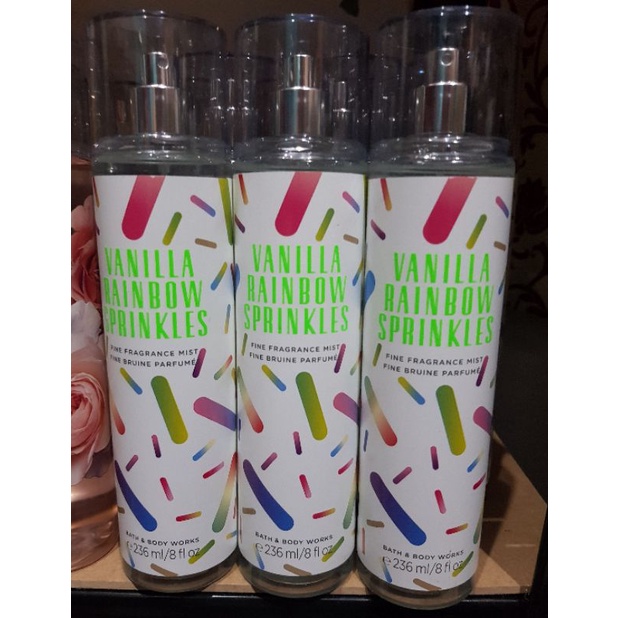 VANILLA
RAINBOW
SPRINKLES
FINE FRAGRANCE MIST
FINE BRUINE PARFUMÉE
BATH & BODY WORKS
℮236 ml/8 fl oz
VANILLA
RAINBOW
SPRINKLES
FINE FRAGRANCE MIST
FINE BRUINE PARFUMÉE
BATH & BODY WORKS
℮236 ml/8 fl oz
VANILLA
RAINBOW
SPRINKLES
FINE FRAGRANCE MIST
FINE BRUINE PARFUMÉE
BATH & BODY WORKS
℮236 ml/8 fl oz